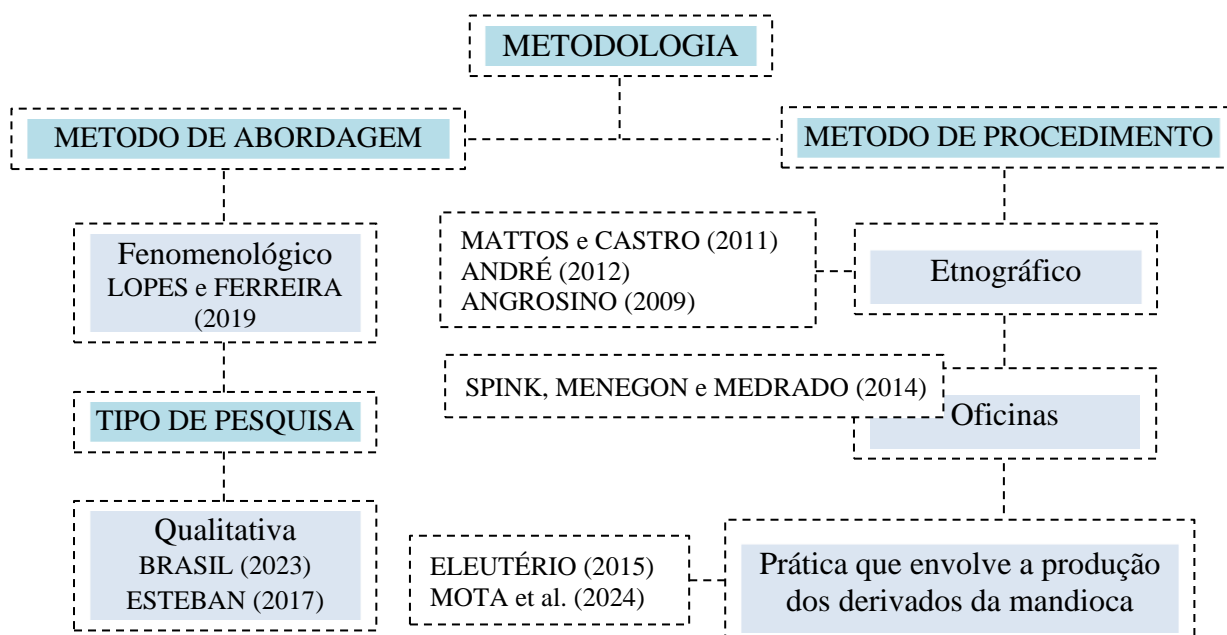 METODOLOGIA
METODO DE ABORDAGEM
METODO DE PROCEDIMENTO
Fenomenológico
LOPES e FERREIRA
(2019
MATTOS e CASTRO (2011)
ANDRÉ (2012)
ANGROSINO (2009)
Etnográfico
SPINK, MENEGON e MEDRADO (2014)
Oficinas
TIPO DE PESQUISA
Qualitativa
BRASIL (2023)
ESTEBAN (2017)
ELEUTÉRIO (2015)
MOTA et al. (2024)
Prática que envolve a produção
dos derivados da mandioca